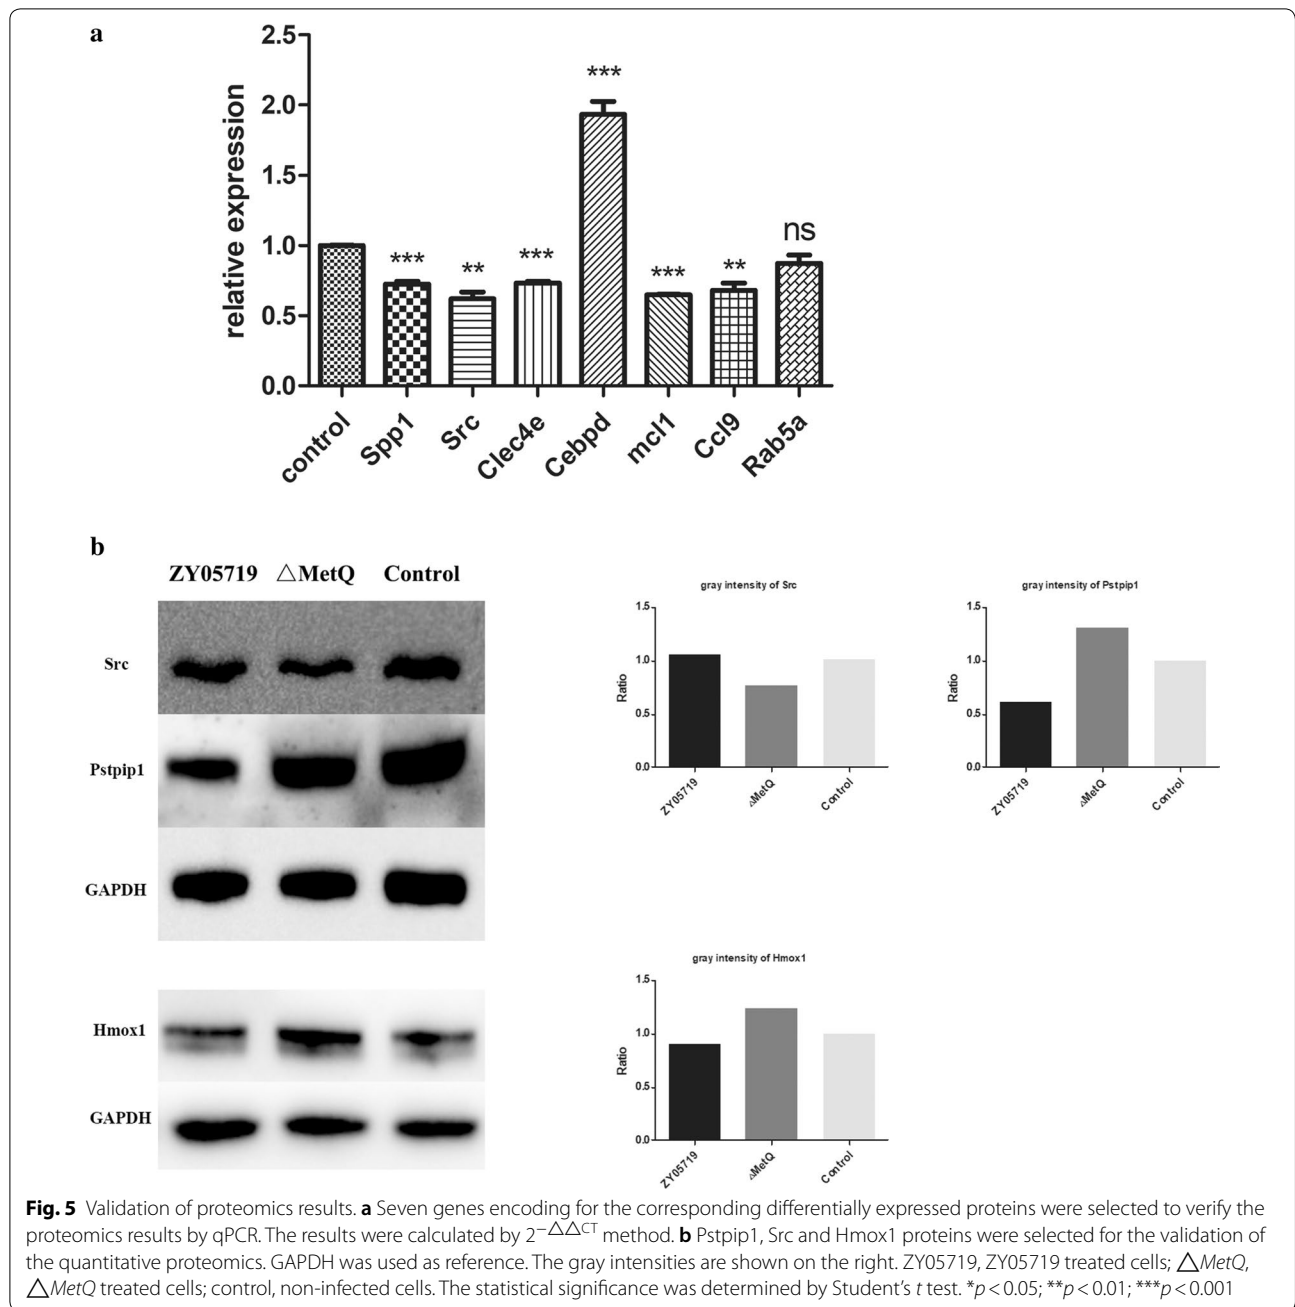 a
2.5
2.0
1.5
1.0
0.5
0.0
relative expression
***
**
***
***
***
**
ns
control
Spp1
Src
Clec4e
Cebpd
mcl1
Ccl9
Rab5a
b
ZY05719 △MetQ Control
Src
Pstpip1
GAPDH
Hmox1
GAPDH
gray intensity of Src
1.5
1.0
0.5
0.0
Ratio
ZY05719
△MetQ
Control
gray intensity of Pstpip1
1.5
1.0
0.5
0.0
Ratio
ZY05719
△MetQ
Control
gray intensity of Hmox1
1.5
1.0
0.5
0.0
Ratio
ZY05719
△MetQ
Control
Fig. 5 Validation of proteomics results. a Seven genes encoding for the corresponding differentially expressed proteins were selected to verify the
proteomics results by qPCR. The results were calculated by 2−△△CT method. b Pstpip1, Src and Hmox1 proteins were selected for the validation of
the quantitative proteomics. GAPDH was used as reference. The gray intensities are shown on the right. ZY05719, ZY05719 treated cells; △MetQ,
△MetQ treated cells; control, non-infected cells. The statistical significance was determined by Student's t test. *p < 0.05; **p < 0.01; ***p < 0.001